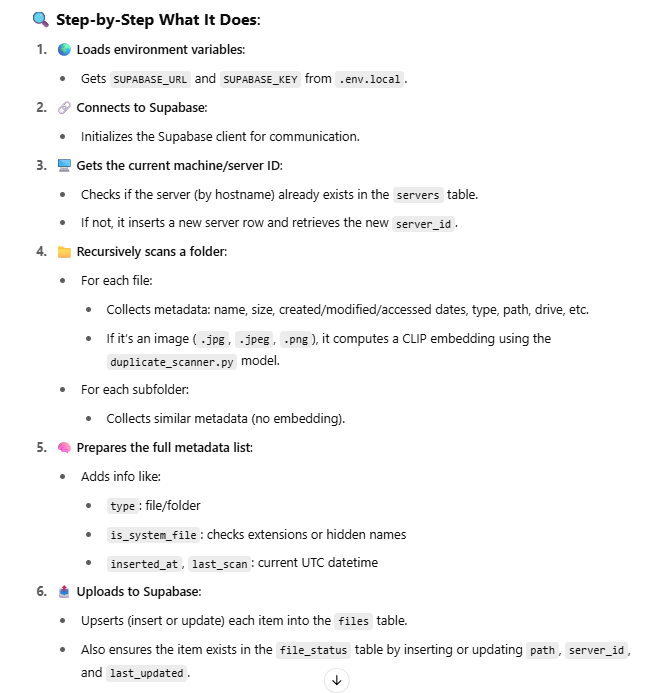 🔍 Step-by-Step What It Does:
1. 🌍 Loads environment variables:
• Gets SUPABASE_URL and SUPABASE_KEY from .env.local.
2. 🔗 Connects to Supabase:
• Initializes the Supabase client for communication.
3. 🖥️ Gets the current machine/server ID:
• Checks if the server (by hostname) already exists in the servers table.
• If not, it inserts a new server row and retrieves the new server_id.
4. 📁 Recursively scans a folder:
• For each file:
• Collects metadata: name, size, created/modified/accessed dates, type, path, drive, etc.
• If it's an image (.jpg, .jpeg, .png), it computes a CLIP embedding using the
duplicate_scanner.py model.
• For each subfolder:
• Collects similar metadata (no embedding).
5. 🧠 Prepares the full metadata list:
• Adds info like:
• type: file/folder
• is_system_file: checks extensions or hidden names
• inserted_at, last_scan: current UTC datetime
6. 📤 Uploads to Supabase:
• Upserts (insert or update) each item into the files table.
• Also ensures the item exists in the file_status table by inserting or updating path, server_id,
and last_updated.